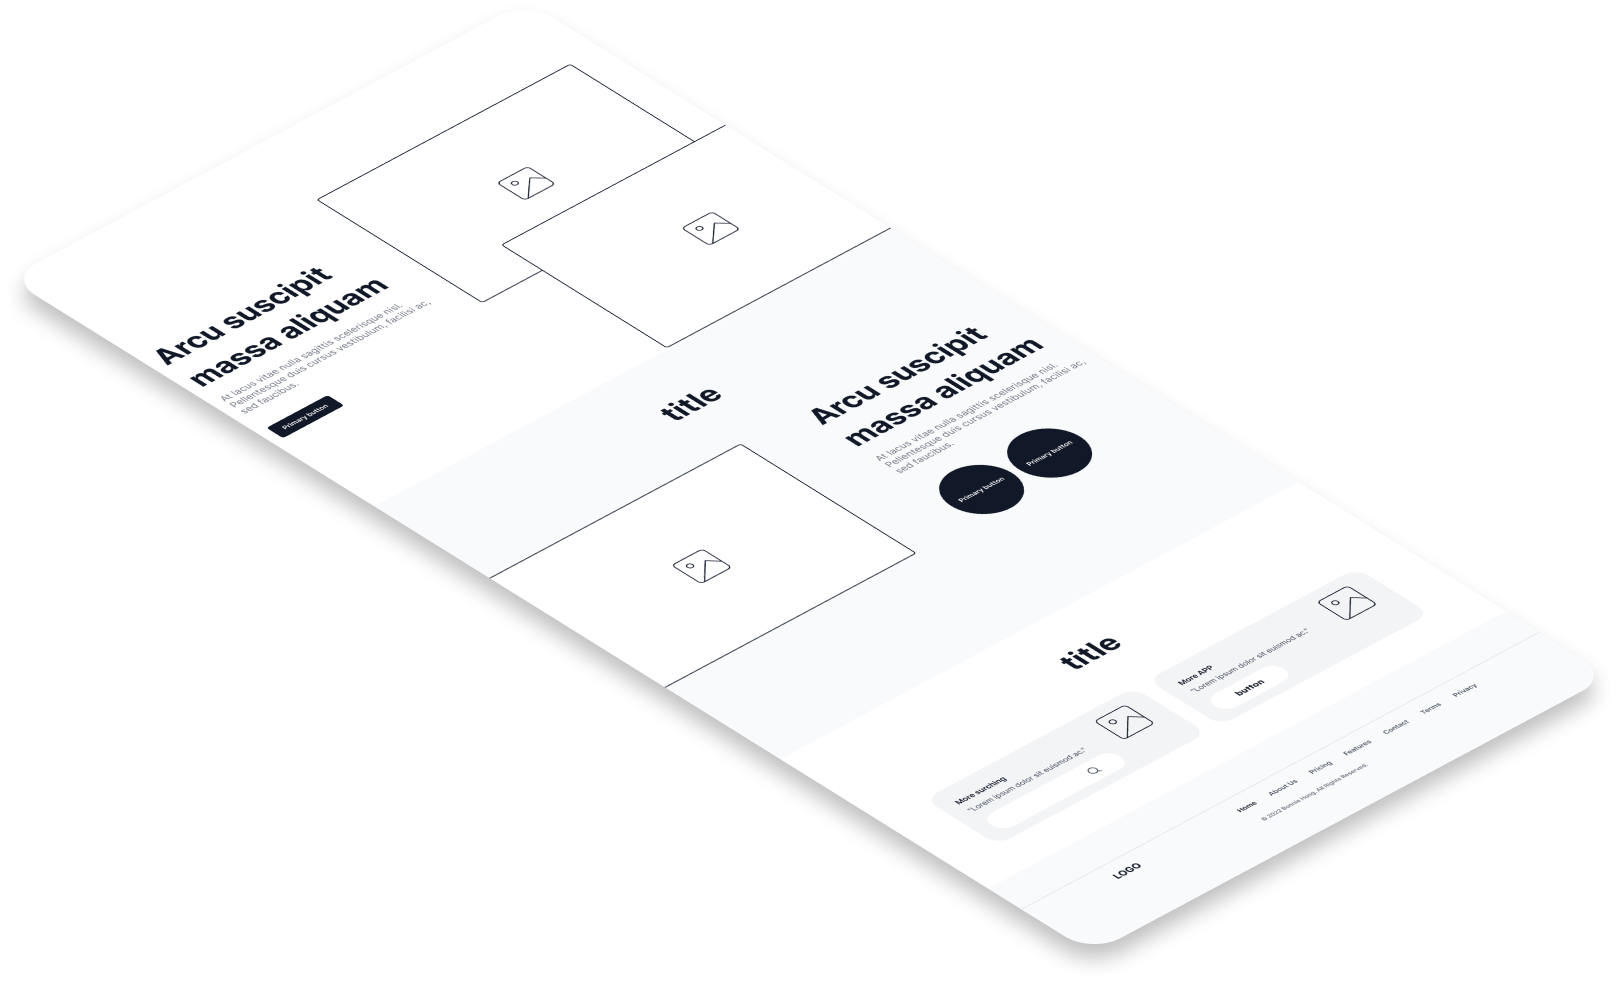 Arcu suscipit
massa aliquam
At lacus vitae nulla sagittis scelerisque nisl.
Pellentesque duis cursus vestibulum, facilisi ac,
sed faucibus.
Primary button
title
Arcu suscipit
massa aliquam
At lacus vitae nulla sagittis scelerisque nisl.
Pellentesque duis cursus vestibulum, facilisi ac,
sed faucibus.
Primary button
Primary button
title
More surching
"Lorem ipsum dolor sit euismod ac."
More APP
"Lorem ipsum dolor sit euismod ac."
button
LOGO
Home About Us Pricing Features Contact Terms Privacy
© 2022 Bonnie Hong. All Rights Reserved.